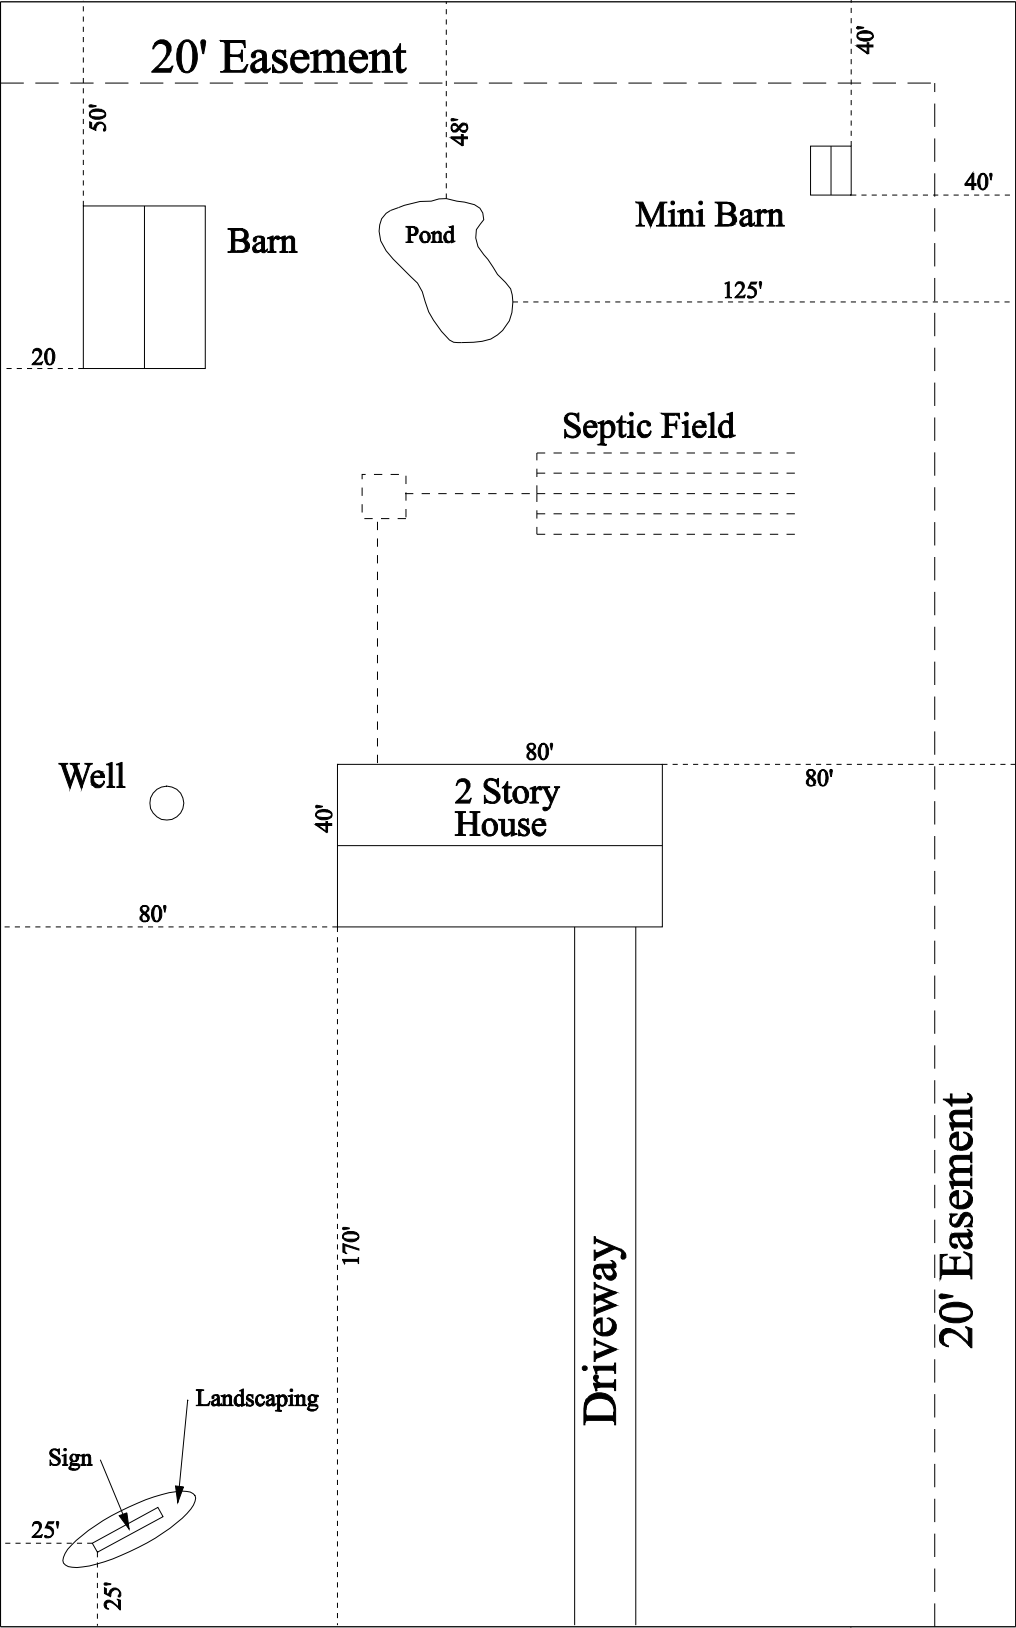 40'
20' Easement
50'
48'
40'
Mini Barn
Barn
Pond
125'
20
Septic Field
80'
Well
80'
2 Story
House
40'
80'
170'
20' Easement
Driveway
Landscaping
Sign
25'
25'